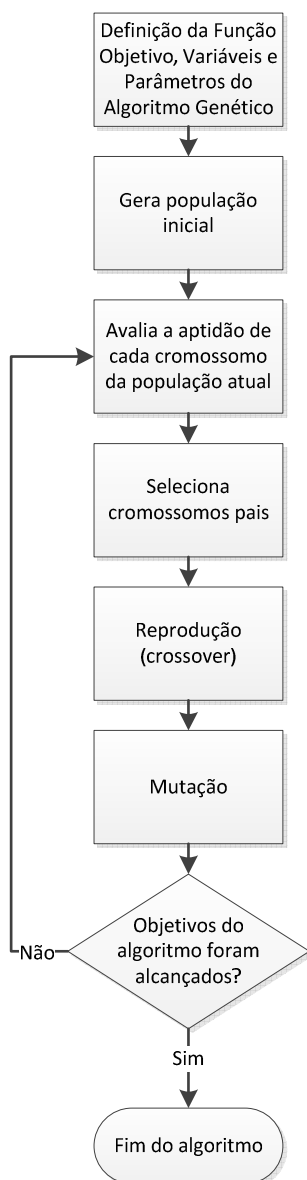 Definição da Função
Objetivo, Variáveis e
Parâmetros do
Algoritmo Genético
Gera população
inicial
Avalia a aptidão de
cada cromossomo
da população atual
Seleciona
cromossomos pais
Reprodução
(crossover)
Mutação
Objetivos do
algoritmo foram
alcançados?
Não
Sim
Fim do algoritmo